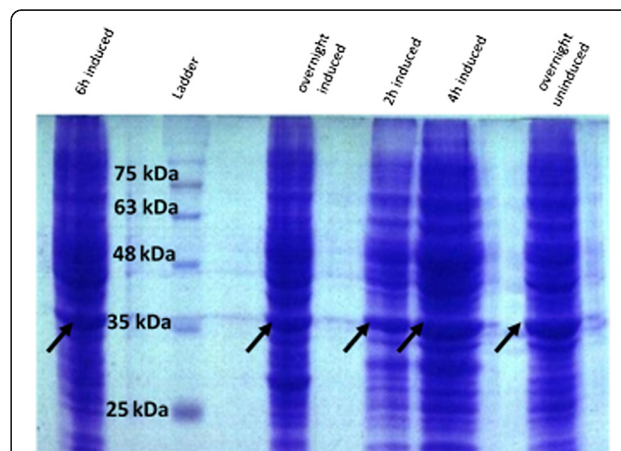 6h induced
Ladder
overnight
induced
2h induced
4h induced
overnight
uninduced
75 kDa
63 kDa
48 kDa
35 kDa
25 kDa